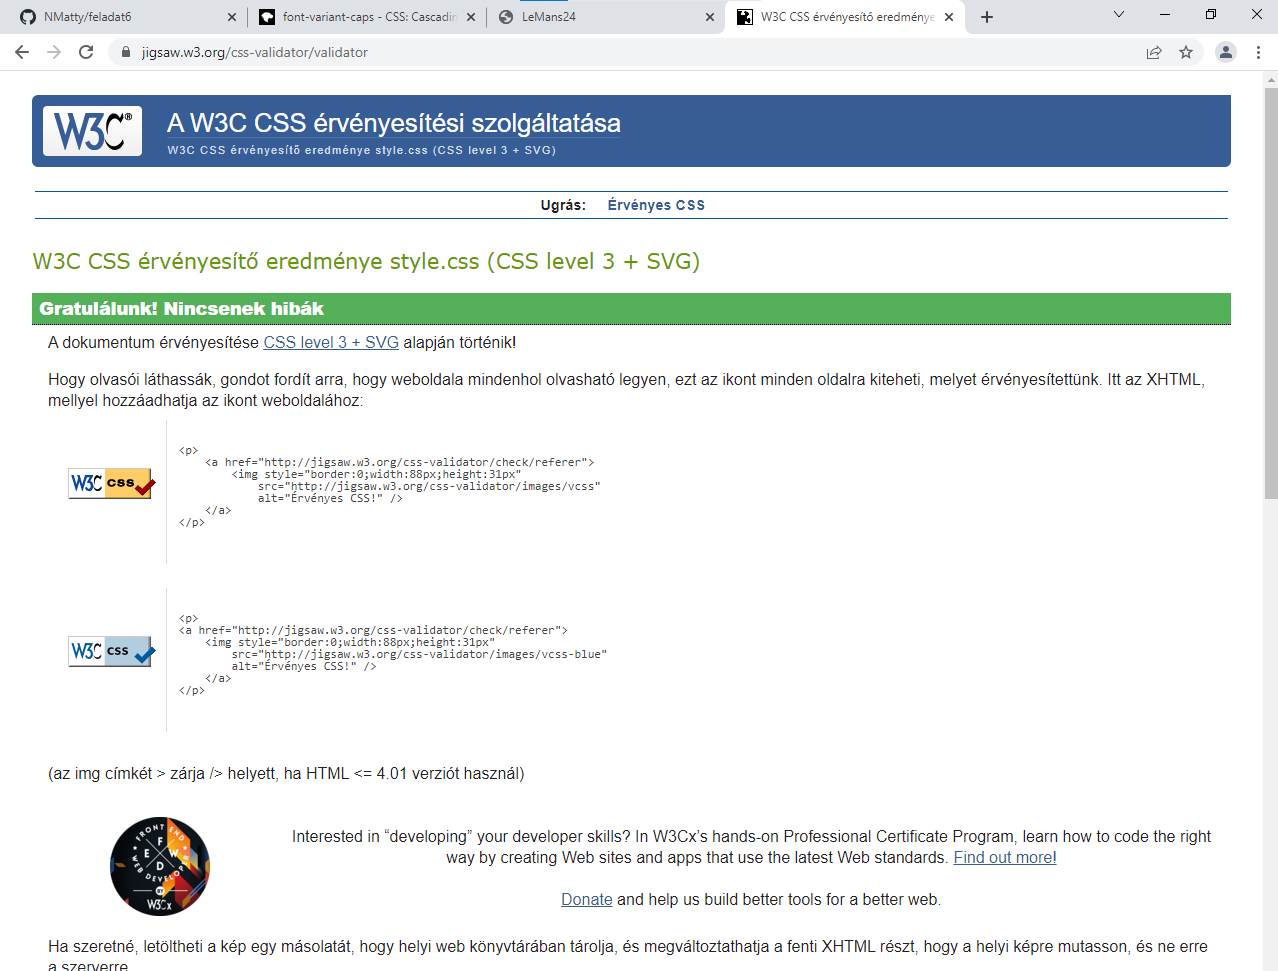 NMatty/feladat6
font-variant-caps - CSS: Cascadin
LeMans24
W3C CSS érvényesítő eredménye
jigsaw.w3.org/css-validator/validator
W3C®
A W3C CSS érvényesítési szolgáltatása
W3C CSS érvényesítő eredménye style.css (CSS level 3 + SVG)
Ugrás: Érvényes CSS
W3C CSS érvényesítő eredménye style.css (CSS level 3 + SVG)
Gratulálunk! Nincsenek hibák
A dokumentum érvényesítése CSS level 3 + SVG alapján történik!
Hogy olvasói láthassák, gondot fordít arra, hogy weboldala mindenhol olvasható legyen, ezt az ikont minden oldalra kiteheti, melyet érvényesítettünk. Itt az XHTML,
mellyel hozzáadhatja az ikont weboldalához:
W3C css
<p>
<a href="http://jigsaw.w3.org/css-validator/check/referer">
<img style="border:0;width:88px;height:31px"
src="http://jigsaw.w3.org/css-validator/images/vcss"
alt="Érvényes CSS!" />
</a>
</p>
W3C css
<p>
<a href="http://jigsaw.w3.org/css-validator/check/referer">
<img style="border:0;width:88px;height:31px"
src="http://jigsaw.w3.org/css-validator/images/vcss-blue"
alt="Érvényes CSS!" />
</a>
</p>
(az img címkét > zárja /> helyett, ha HTML <= 4.01 verziót használ)
FRONT END
F E W D
WEB DEVELOPER
BY
W3Cx
Interested in “developing” your developer skills? In W3Cx’s hands-on Professional Certificate Program, learn how to code the right
way by creating Web sites and apps that use the latest Web standards. Find out more!
Donate and help us build better tools for a better web.
Ha szeretné, letöltheti a kép egy másolatát, hogy helyi web könyvtárában tárolja, és megváltoztathatja a fenti XHTML részt, hogy a helyi képre mutasson, és ne erre
a szerverre.